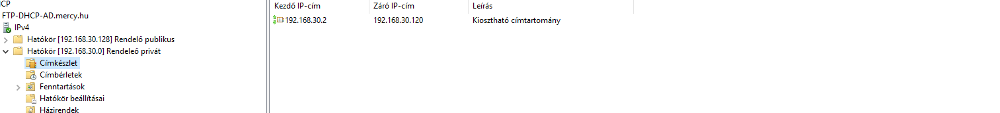 Kezdő IP-cím Záró IP-cím Leírás
FTP-DHCP-AD.mercy.hu
192.168.30.2 192.168.30.120 Kiosztható címtartomány
IPv4
Hatókör [192.168.30.128] Rendelő publikus
Hatókör [192.168.30.0] Rendeleő privát
Címkészlet
Címbérletek
Fenntartások
Hatókör beállításai
Házirendek